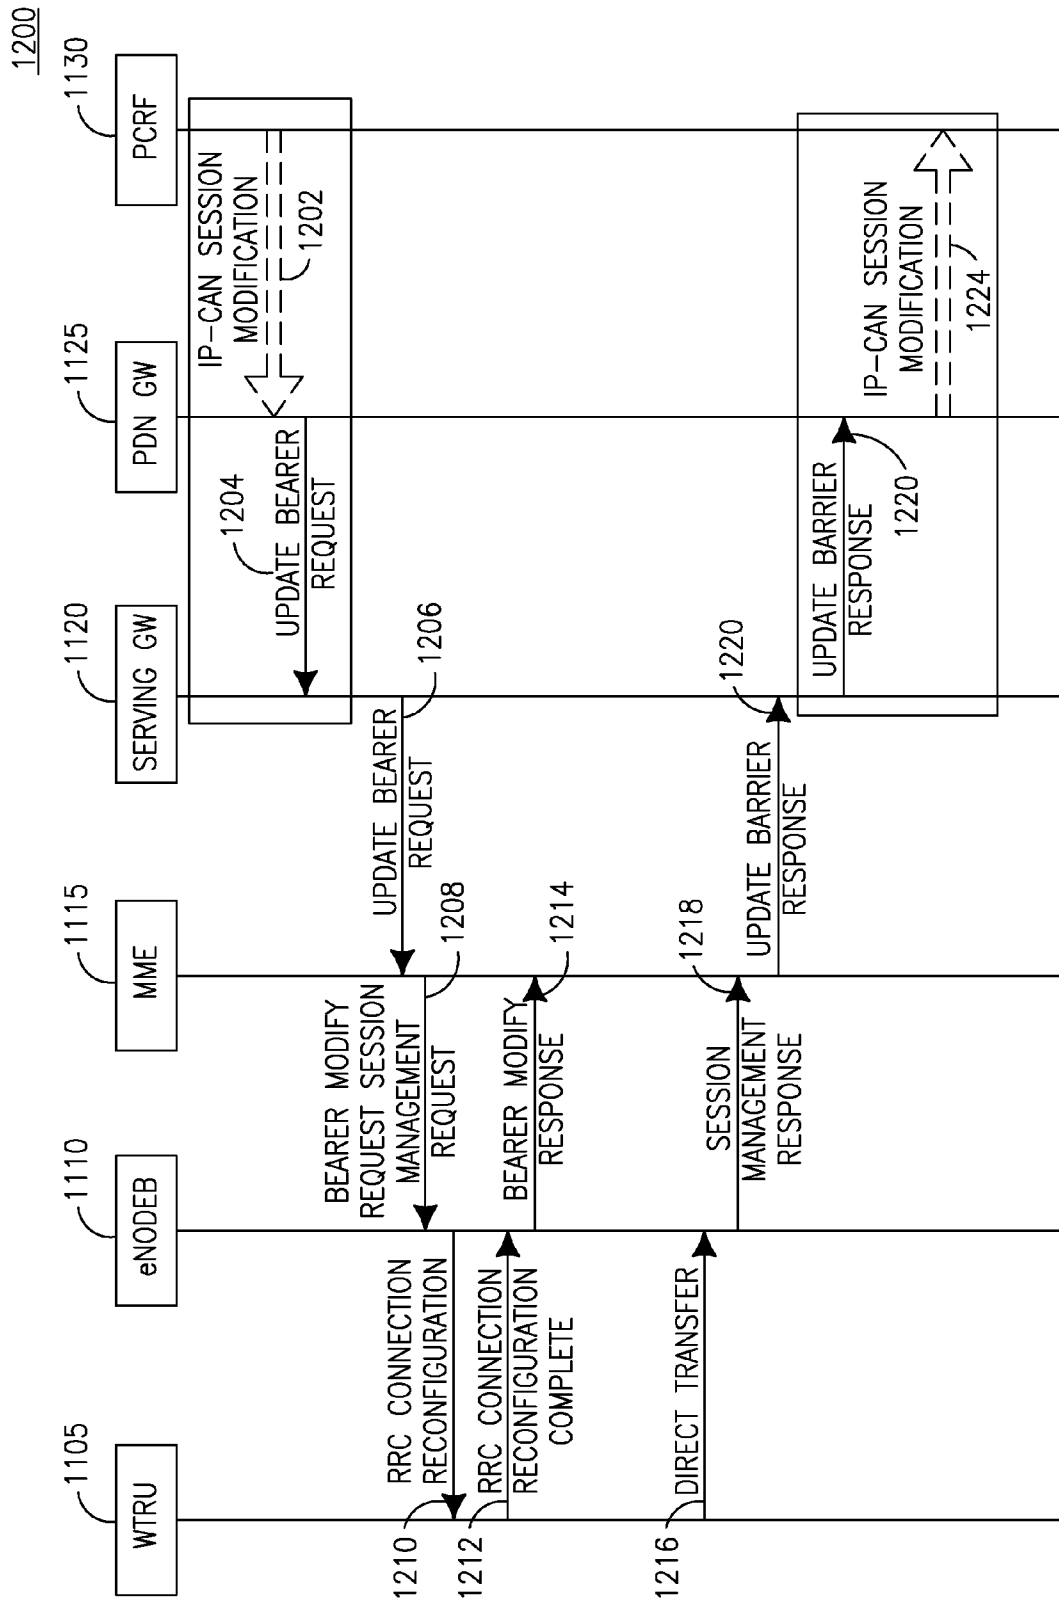 1200
1105
WTRU
1110
eNODEB
1115
MME
1120
SERVING GW
1125
PDN GW
1130
PCRF
IP-CAN SESSION
MODIFICATION
1202
1204
UPDATE BEARER
REQUEST
UPDATE BEARER
REQUEST
1206
BEARER MODIFY
REQUEST SESSION
MANAGEMENT
REQUEST
1208
RRC CONNECTION
RECONFIGURATION
1210
1212
RRC CONNECTION
RECONFIGURATION
COMPLETE
BEARER MODIFY
RESPONSE
1214
1216
DIRECT TRANSFER
SESSION
MANAGEMENT
RESPONSE
1218
UPDATE BARRIER
RESPONSE
1220
UPDATE BARRIER
RESPONSE
1220
IP-CAN SESSION
MODIFICATION
1224